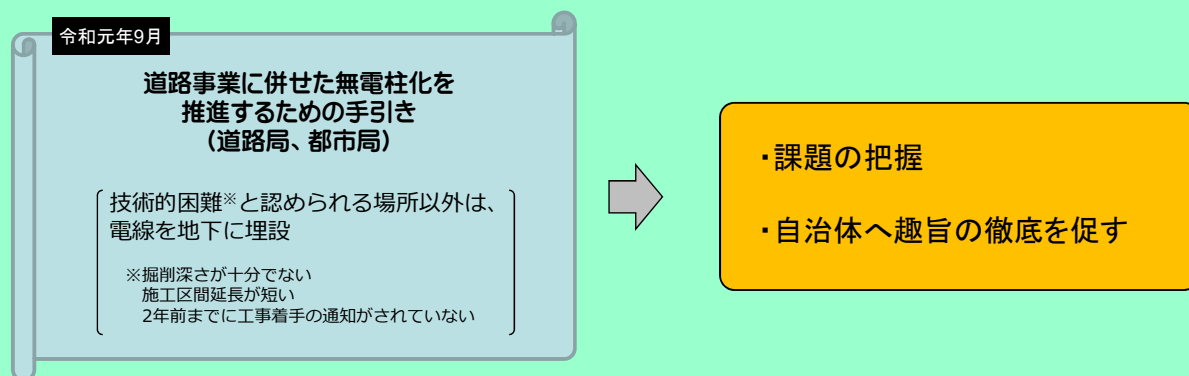 令和元年9月
道路事業に併せた無電柱化を
推進するための手引き
（道路局、都市局）
技術的困難※と認められる場所以外は、
電線を地下に埋設
※掘削深さが十分でない
施工区間延長が短い
2年前までに工事着手の通知がされていない
・課題の把握
・自治体へ趣旨の徹底を促す